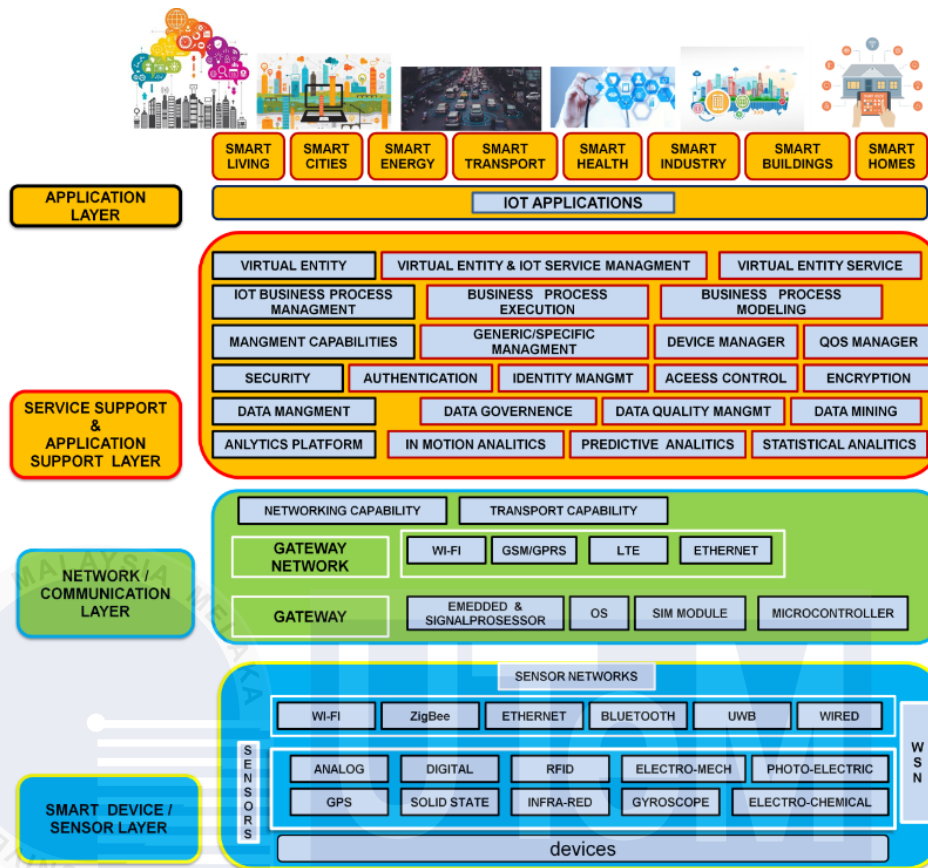 SMART LIVING
SMART CITIES
SMART ENERGY
SMART TRANSPORT
SMART HEALTH
SMART INDUSTRY
SMART BUILDINGS
SMART HOMES
APPLICATION
LAYER
IOT APPLICATIONS
VIRTUAL ENTITY
VIRTUAL ENTITY & IOT SERVICE MANAGMENT
VIRTUAL ENTITY SERVICE
IOT BUSINESS PROCESS
MANAGMENT
BUSINESS PROCESS
EXECUTION
BUSINESS PROCESS
MODELING
MANGMENT CAPABILITIES
GENERIC/SPECIFIC
MANAGMENT
DEVICE MANAGER
QOS MANAGER
SECURITY
AUTHENTICATION
IDENTITY MANGMT
ACEESS CONTROL
ENCRYPTION
SERVICE SUPPORT
&
APPLICATION
SUPPORT LAYER
DATA MANGMENT
DATA GOVERNENCE
DATA QUALITY MANGMT
DATA MINING
ANLYTICS PLATFORM
IN MOTION ANALITICS
PREDICTIVE ANALITICS
STATISTICAL ANALITICS
NETWORKING CAPABILITY
TRANSPORT CAPABILITY
NETWORK /
COMMUNICATION
LAYER
GATEWAY
NETWORK
WI-FI
GSM/GPRS
LTE
ETHERNET
GATEWAY
EMEDDED &
SIGNALPROSESSOR
OS
SIM MODULE
MICROCONTROLLER
MALAYSIA MELAKA
UTeM
SENSOR NETWORKS
WI-FI
ZigBee
ETHERNET
BLUETOOTH
UWB
WIRED
SENSORS
WSN
ANALOG
DIGITAL
RFID
ELECTRO-MECH
PHOTO-ELECTRIC
GPS
SOLID STATE
INFRA-RED
GYROSCOPE
ELECTRO-CHEMICAL
SMART DEVICE /
SENSOR LAYER
devices